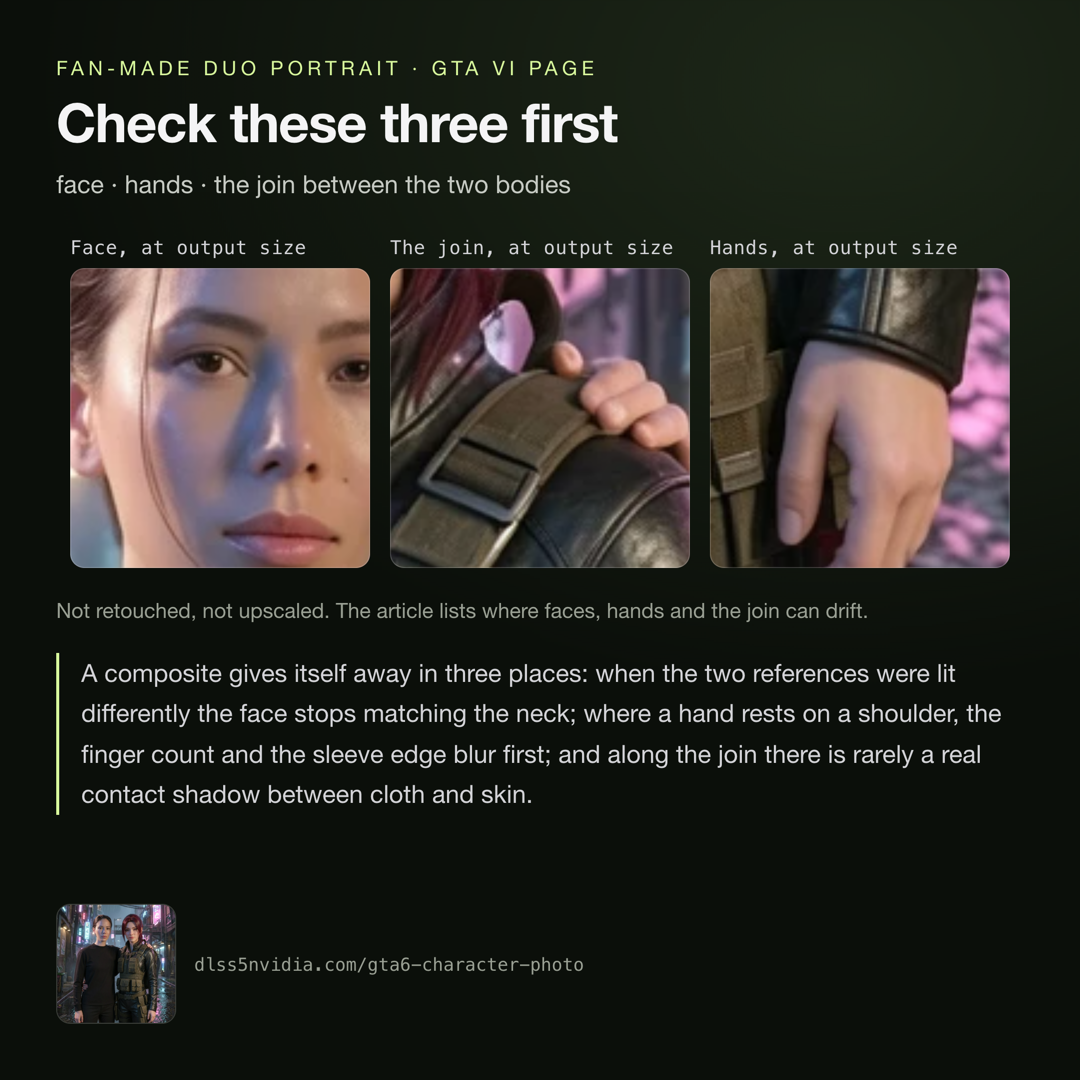 FAN-MADE DUO PORTRAIT · GTA VI PAGE
Check these three first
face · hands · the join between the two bodies
Face, at output size
The join, at output size
Hands, at output size
Not retouched, not upscaled. The article lists where faces, hands and the join can drift.
A composite gives itself away in three places: when the two references were lit
differently the face stops matching the neck; where a hand rests on a shoulder, the
finger count and the sleeve edge blur first; and along the join there is rarely a real
contact shadow between cloth and skin.
dlss5nvidia.com/gta6-character-photo